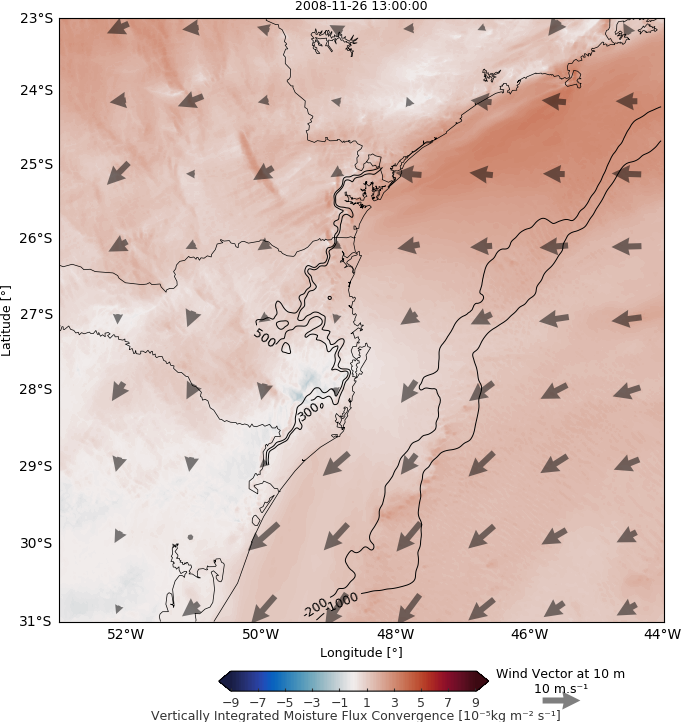 2008-11-26 13:00:00
23°S
24°S
25°S
26°S
27°S
28°S
29°S
30°S
31°S
Latitude [°]
500
300
-200
-1000
52°W 50°W 48°W 46°W 44°W
Longitude [°]
−9 −7 −5 −3 −1 1 3 5 7 9
Vertically Integrated Moisture Flux Convergence [10⁻⁵kg m⁻² s⁻¹]
Wind Vector at 10 m
10 m.s⁻¹